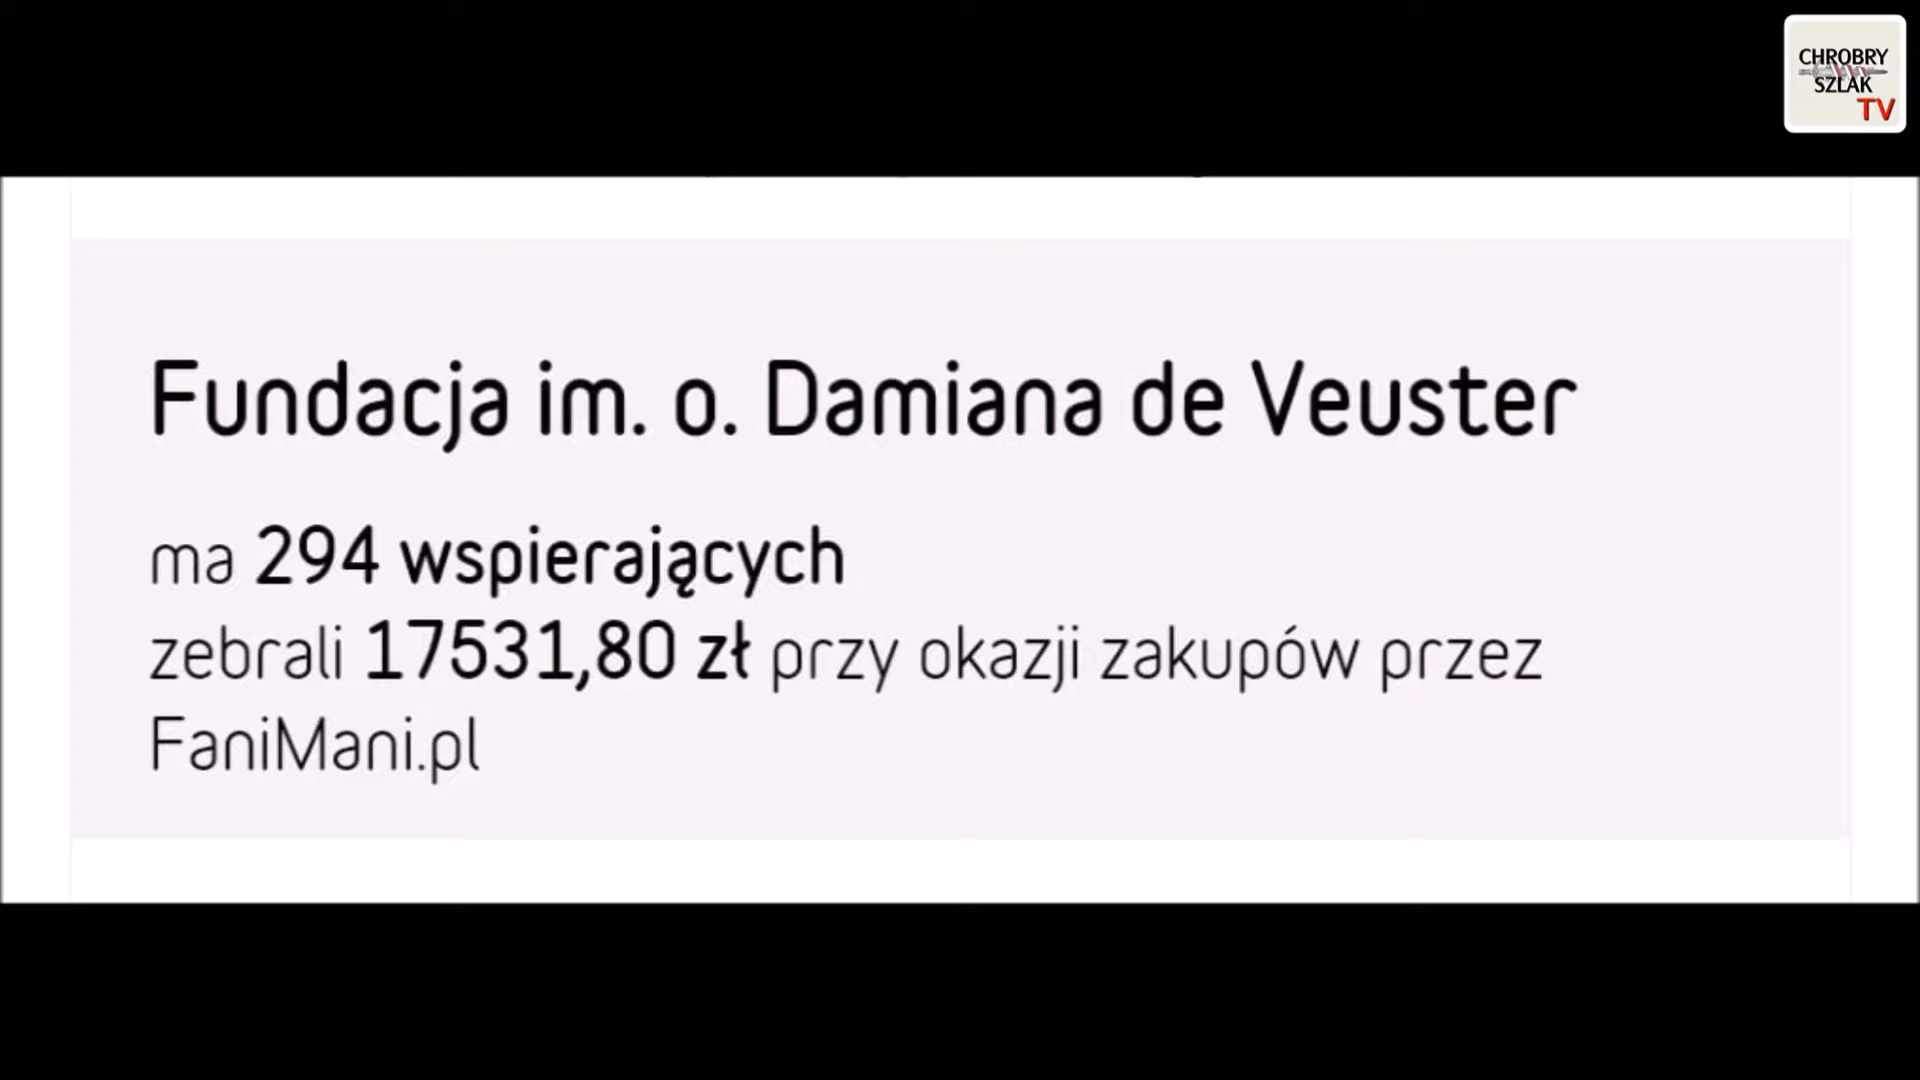 CHROBRY
SZLAK
TV
Fundacja im. o. Damiana de Veuster
ma 294 wspierających
zebrali 17531,80 zł przy okazji zakupów przez
FaniMani.pl